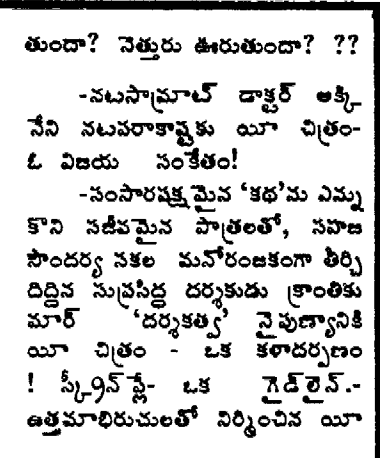 తుందా? నెత్తురు ఊరుతుందా? ??
-నటసామ్రాట్ డాక్టర్ అక్కి
నేని నటపరాకాష్టకు యీ చిత్రం-
ఓ విజయ సంకేతం!
-సంసారపక్షమైన 'కథ'ను ఎన్ను
కొని సజీవమైన పాత్రలతో, సహజ
సౌందర్య సకల మనోరంజకంగా తీర్చి
దిద్దిన సుప్రసిద్ధ దర్శకుడు క్రాంతికు
మార్ 'దర్శకత్వ' నైపుణ్యానికి
యీ చిత్రం - ఒక కళాదర్పణం
! స్క్రీన్ ప్లే- ఒక గైడ్ లైన్.-
ఉత్తమాభిరుచులతో నిర్మించిన యీ